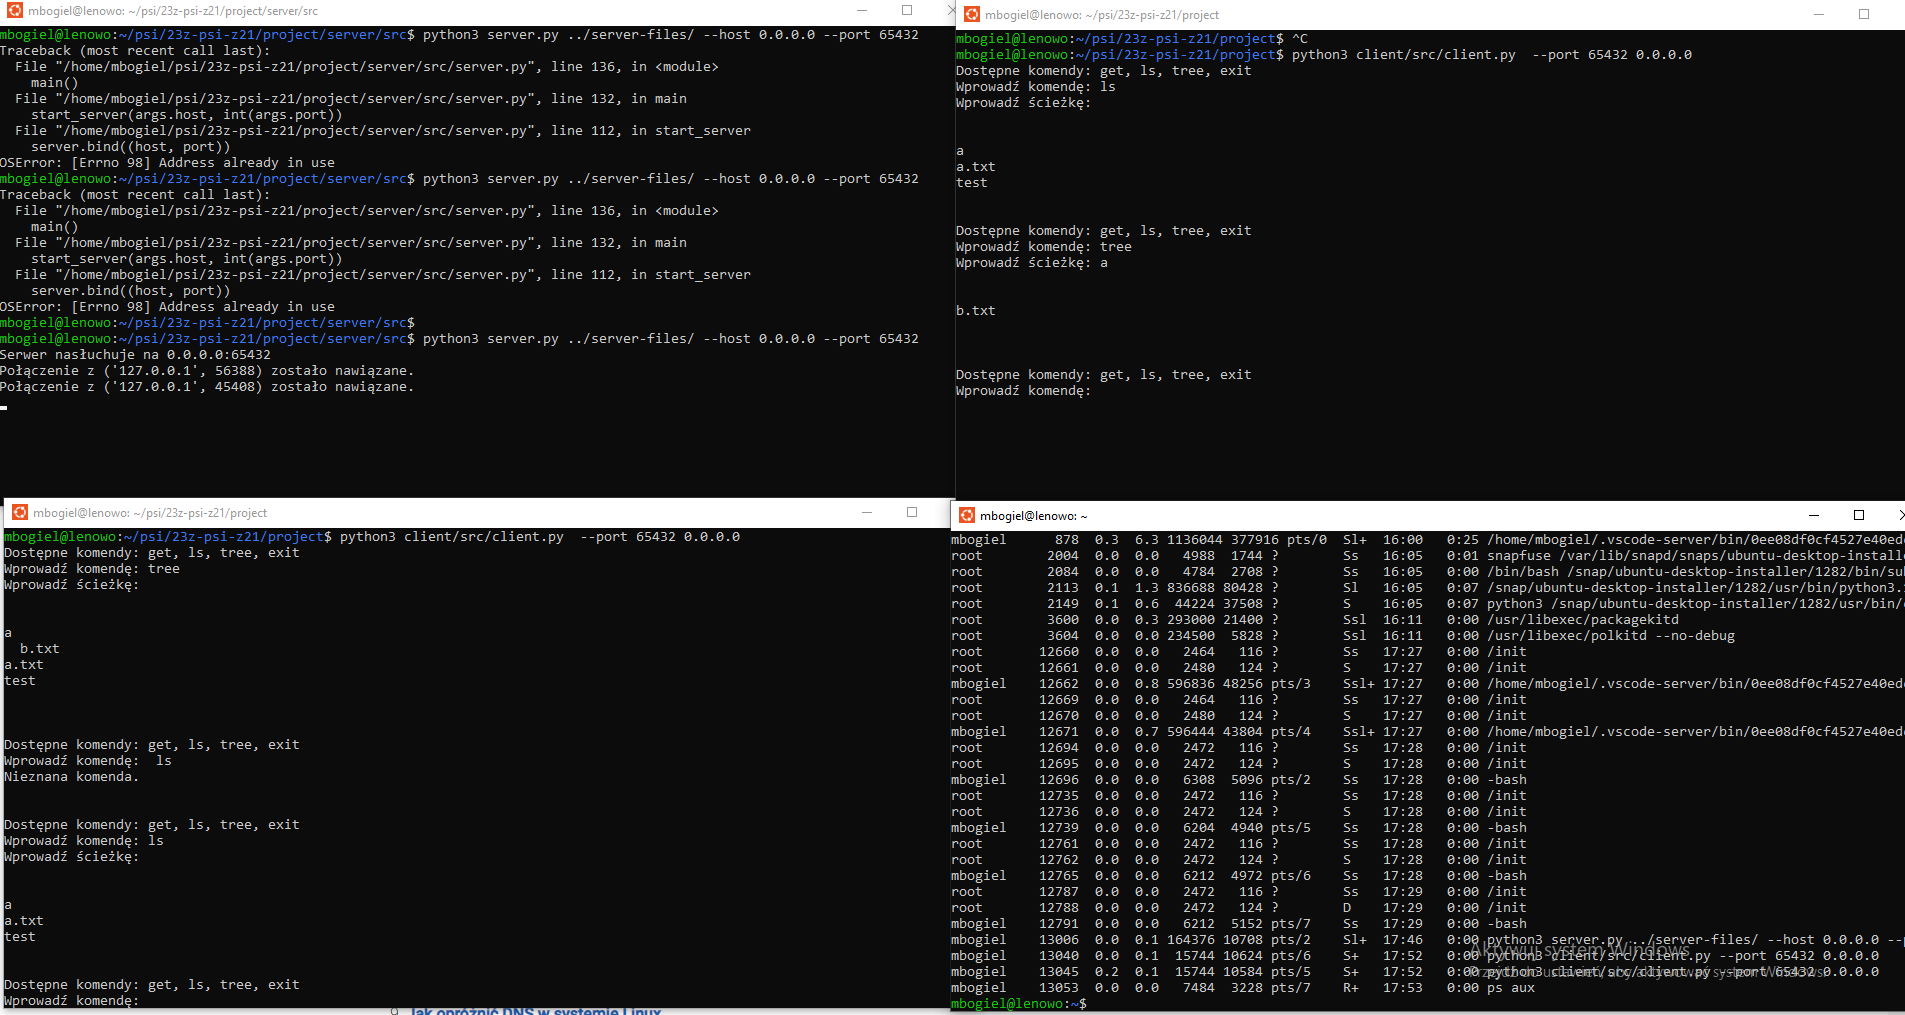 mbogiel@lenowo: ~/psi/23z-psi-z21/project/server/src
mbogiel@lenowo:~/psi/23z-psi-z21/project/server/src$ python3 server.py ../server-files/ --host 0.0.0.0 --port 65432
Traceback (most recent call last):
  File "/home/mbogiel/psi/23z-psi-z21/project/server/src/server.py", line 136, in <module>
    main()
  File "/home/mbogiel/psi/23z-psi-z21/project/server/src/server.py", line 132, in main
    start_server(args.host, int(args.port))
  File "/home/mbogiel/psi/23z-psi-z21/project/server/src/server.py", line 112, in start_server
    server.bind((host, port))
OSError: [Errno 98] Address already in use
mbogiel@lenowo:~/psi/23z-psi-z21/project/server/src$ python3 server.py ../server-files/ --host 0.0.0.0 --port 65432
Traceback (most recent call last):
  File "/home/mbogiel/psi/23z-psi-z21/project/server/src/server.py", line 136, in <module>
    main()
  File "/home/mbogiel/psi/23z-psi-z21/project/server/src/server.py", line 132, in main
    start_server(args.host, int(args.port))
  File "/home/mbogiel/psi/23z-psi-z21/project/server/src/server.py", line 112, in start_server
    server.bind((host, port))
OSError: [Errno 98] Address already in use
mbogiel@lenowo:~/psi/23z-psi-z21/project/server/src$
mbogiel@lenowo:~/psi/23z-psi-z21/project/server/src$ python3 server.py ../server-files/ --host 0.0.0.0 --port 65432
Serwer nasłuchuje na 0.0.0.0:65432
Połączenie z ('127.0.0.1', 56388) zostało nawiązane.
Połączenie z ('127.0.0.1', 45408) zostało nawiązane.
mbogiel@lenowo: ~/psi/23z-psi-z21/project
mbogiel@lenowo:~/psi/23z-psi-z21/project$ ^C
mbogiel@lenowo:~/psi/23z-psi-z21/project$ python3 client/src/client.py  --port 65432 0.0.0.0
Dostępne komendy: get, ls, tree, exit
Wprowadź komendę: ls
Wprowadź ścieżkę:
a
a.txt
test
Dostępne komendy: get, ls, tree, exit
Wprowadź komendę: tree
Wprowadź ścieżkę: a
b.txt
Dostępne komendy: get, ls, tree, exit
Wprowadź komendę:
mbogiel@lenowo: ~/psi/23z-psi-z21/project
mbogiel@lenowo:~/psi/23z-psi-z21/project$ python3 client/src/client.py  --port 65432 0.0.0.0
Dostępne komendy: get, ls, tree, exit
Wprowadź komendę: tree
Wprowadź ścieżkę:
a
  b.txt
a.txt
test
Dostępne komendy: get, ls, tree, exit
Wprowadź komendę:  ls
Nieznana komenda.
Dostępne komendy: get, ls, tree, exit
Wprowadź komendę: ls
Wprowadź ścieżkę:
a
a.txt
test
Dostępne komendy: get, ls, tree, exit
Wprowadź komendę:
Jak opróżnić DNS w systemie Linux
mbogiel@lenowo: ~
mbogiel      878  0.3  6.3 1136044 377916 pts/0  Sl+  16:00   0:25 /home/mbogiel/.vscode-server/bin/0ee08df0cf4527e40ed
root        2004  0.0  0.0   4988  1744 ?        Ss   16:05   0:01 snapfuse /var/lib/snapd/snaps/ubuntu-desktop-install
root        2084  0.0  0.0   4784  2708 ?        Ss   16:05   0:00 /bin/bash /snap/ubuntu-desktop-installer/1282/bin/su
root        2113  0.1  1.3 836688 80428 ?        Sl   16:05   0:07 /snap/ubuntu-desktop-installer/1282/usr/bin/python3.
root        2149  0.1  0.6  44224 37508 ?        S    16:05   0:07 python3 /snap/ubuntu-desktop-installer/1282/usr/bin/
root        3600  0.0  0.3 293000 21400 ?        Ssl  16:11   0:00 /usr/libexec/packagekitd
root        3604  0.0  0.0 234500  5828 ?        Ssl  16:11   0:00 /usr/libexec/polkitd --no-debug
root       12660  0.0  0.0   2464   116 ?        Ss   17:27   0:00 /init
root       12661  0.0  0.0   2480   124 ?        S    17:27   0:00 /init
mbogiel    12662  0.0  0.8 596836 48256 pts/3    Ssl+ 17:27   0:00 /home/mbogiel/.vscode-server/bin/0ee08df0cf4527e40ed
root       12669  0.0  0.0   2464   116 ?        Ss   17:27   0:00 /init
root       12670  0.0  0.0   2480   124 ?        S    17:27   0:00 /init
mbogiel    12671  0.0  0.7 596444 43804 pts/4    Ssl+ 17:27   0:00 /home/mbogiel/.vscode-server/bin/0ee08df0cf4527e40ed
root       12694  0.0  0.0   2472   116 ?        Ss   17:28   0:00 /init
root       12695  0.0  0.0   2472   124 ?        S    17:28   0:00 /init
mbogiel    12696  0.0  0.0   6308  5096 pts/2    Ss   17:28   0:00 -bash
root       12735  0.0  0.0   2472   116 ?        Ss   17:28   0:00 /init
root       12736  0.0  0.0   2472   124 ?        S    17:28   0:00 /init
mbogiel    12739  0.0  0.0   6204  4940 pts/5    Ss   17:28   0:00 -bash
root       12761  0.0  0.0   2472   116 ?        Ss   17:28   0:00 /init
root       12762  0.0  0.0   2472   124 ?        S    17:28   0:00 /init
mbogiel    12765  0.0  0.0   6212  4972 pts/6    Ss   17:28   0:00 -bash
root       12787  0.0  0.0   2472   116 ?        Ss   17:29   0:00 /init
root       12788  0.0  0.0   2472   124 ?        D    17:29   0:00 /init
mbogiel    12791  0.0  0.0   6212  5152 pts/7    Ss   17:29   0:00 -bash
mbogiel    13006  0.0  0.1 164376 10708 pts/2    Sl+  17:46   0:00 python3 server.py ../server-files/ --host 0.0.0.0 --
mbogiel    13040  0.0  0.1  15744 10624 pts/6    S+   17:52   0:00 python3 client/src/client.py --port 65432 0.0.0.0
mbogiel    13045  0.2  0.1  15744 10584 pts/5    S+   17:52   0:00 python3 client/src/client.py --port 65432 0.0.0.0
mbogiel    13053  0.0  0.0   7484  3228 pts/7    R+   17:53   0:00 ps aux
mbogiel@lenowo:~$
Aktywuj system Windows
Przejdź do ustawień, aby aktywować system Windows.